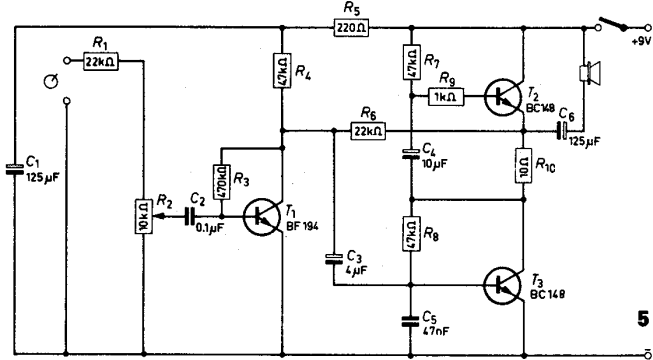 R5
220Ω
+9V
R1
22kΩ
47kΩ
R4
47kΩ
R7
R9
1kΩ
T2
BC148
R6
22kΩ
C6
125µF
C1
125µF
C4
10µF
10Ω
R10
470kΩ
R3
10kΩ
R2
C2
0.1µF
T1
BF194
47kΩ
R8
C3
4µF
T3
BC148
C5
47nF
5
-